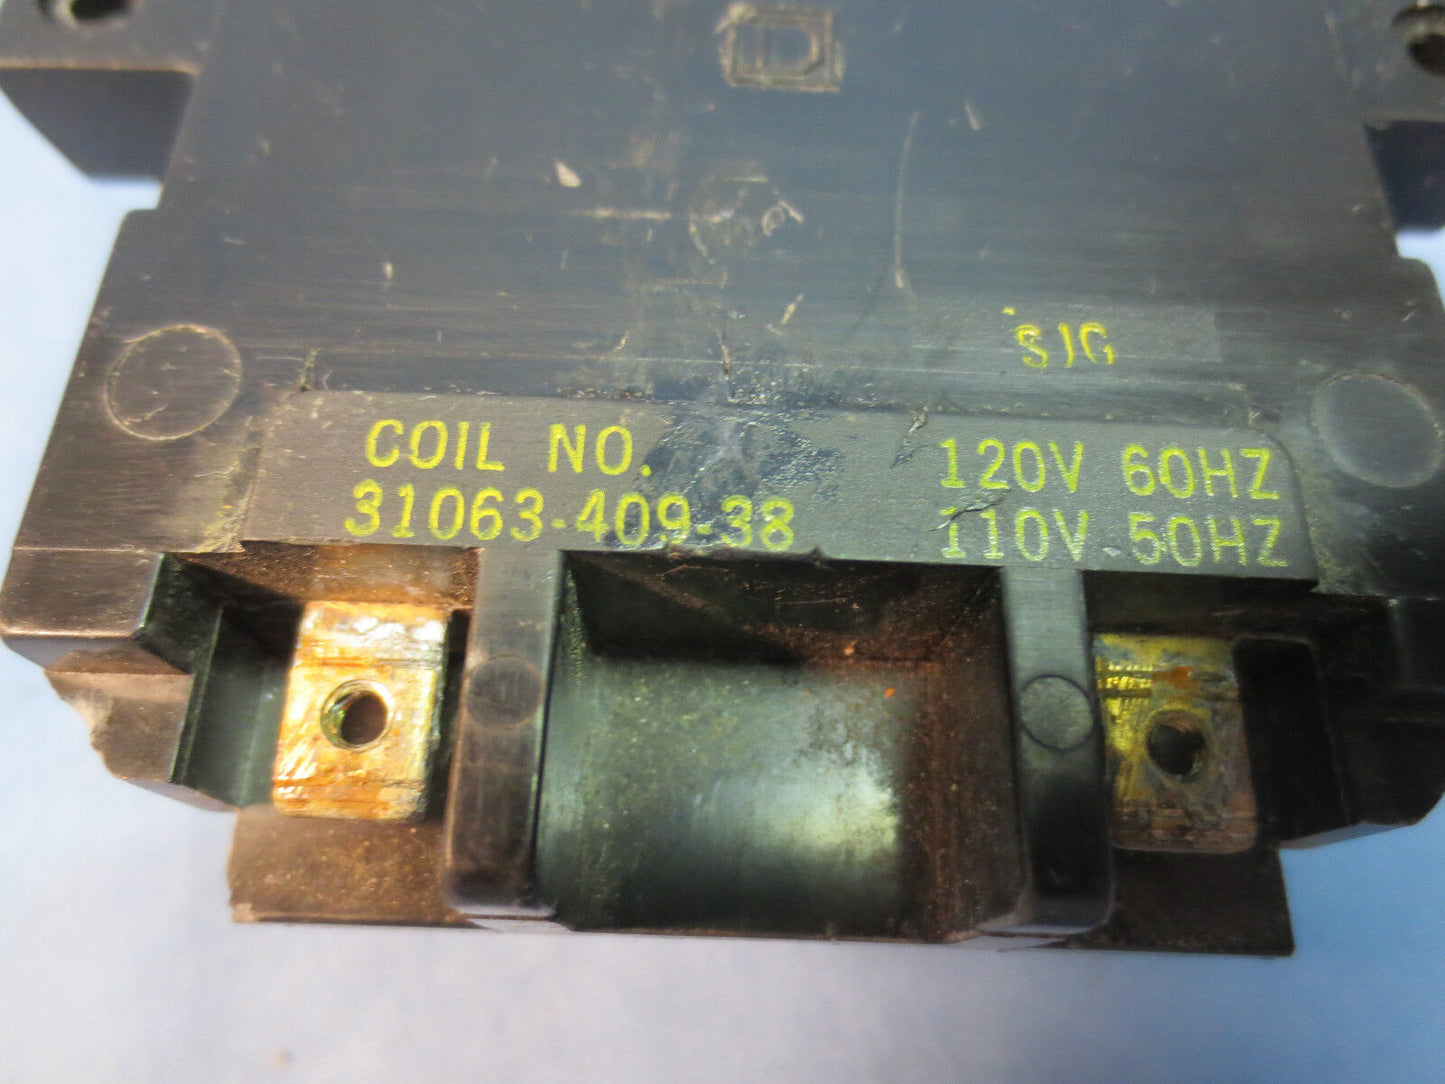 D
SIG
COIL NO.
31063-409-38
120V 60HZ
110V 50HZ